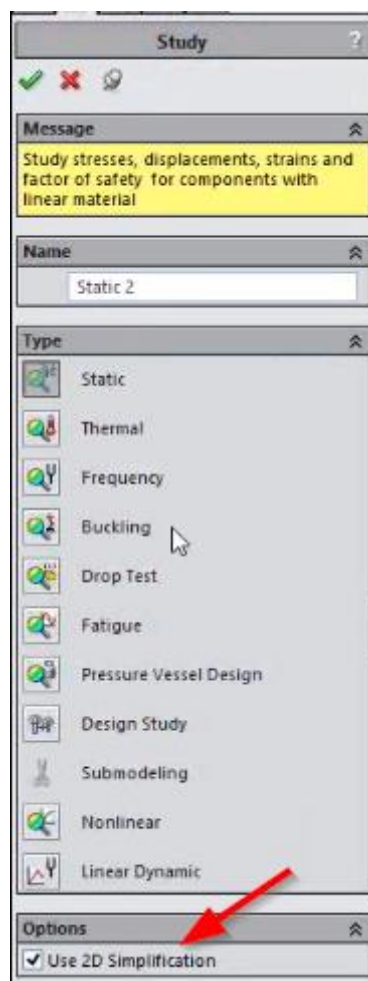 Study
?
Message
Study stresses, displacements, strains and
factor of safety for components with
linear material
Name
Static 2
Type
Static
Thermal
Frequency
Buckling
Drop Test
Fatigue
Pressure Vessel Design
Design Study
Submodeling
Nonlinear
Linear Dynamic
Options
Use 2D Simplification